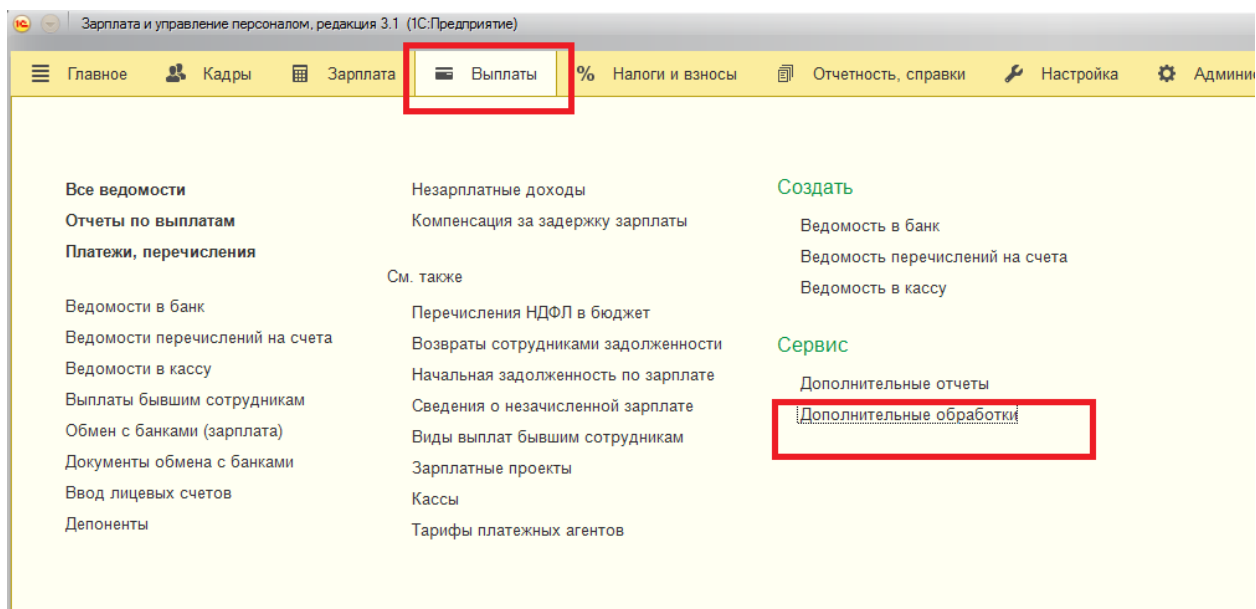 Зарплата и управление персоналом, редакция 3.1 (1С:Предприятие)
Главное Кадры Зарплата Выплаты % Налоги и взносы Отчетность, справки Настройка Админис
Все ведомости
Отчеты по выплатам
Платежи, перечисления
Ведомости в банк
Ведомости перечислений на счета
Ведомости в кассу
Выплаты бывшим сотрудникам
Обмен с банками (зарплата)
Документы обмена с банками
Ввод лицевых счетов
Депоненты
Незарплатные доходы
Компенсация за задержку зарплаты
См. также
Перечисления НДФЛ в бюджет
Возвраты сотрудниками задолженности
Начальная задолженность по зарплате
Сведения о незачисленной зарплате
Виды выплат бывшим сотрудникам
Зарплатные проекты
Кассы
Тарифы платежных агентов
Создать
Ведомость в банк
Ведомость перечислений на счета
Ведомость в кассу
Сервис
Дополнительные отчеты
Дополнительные обработки